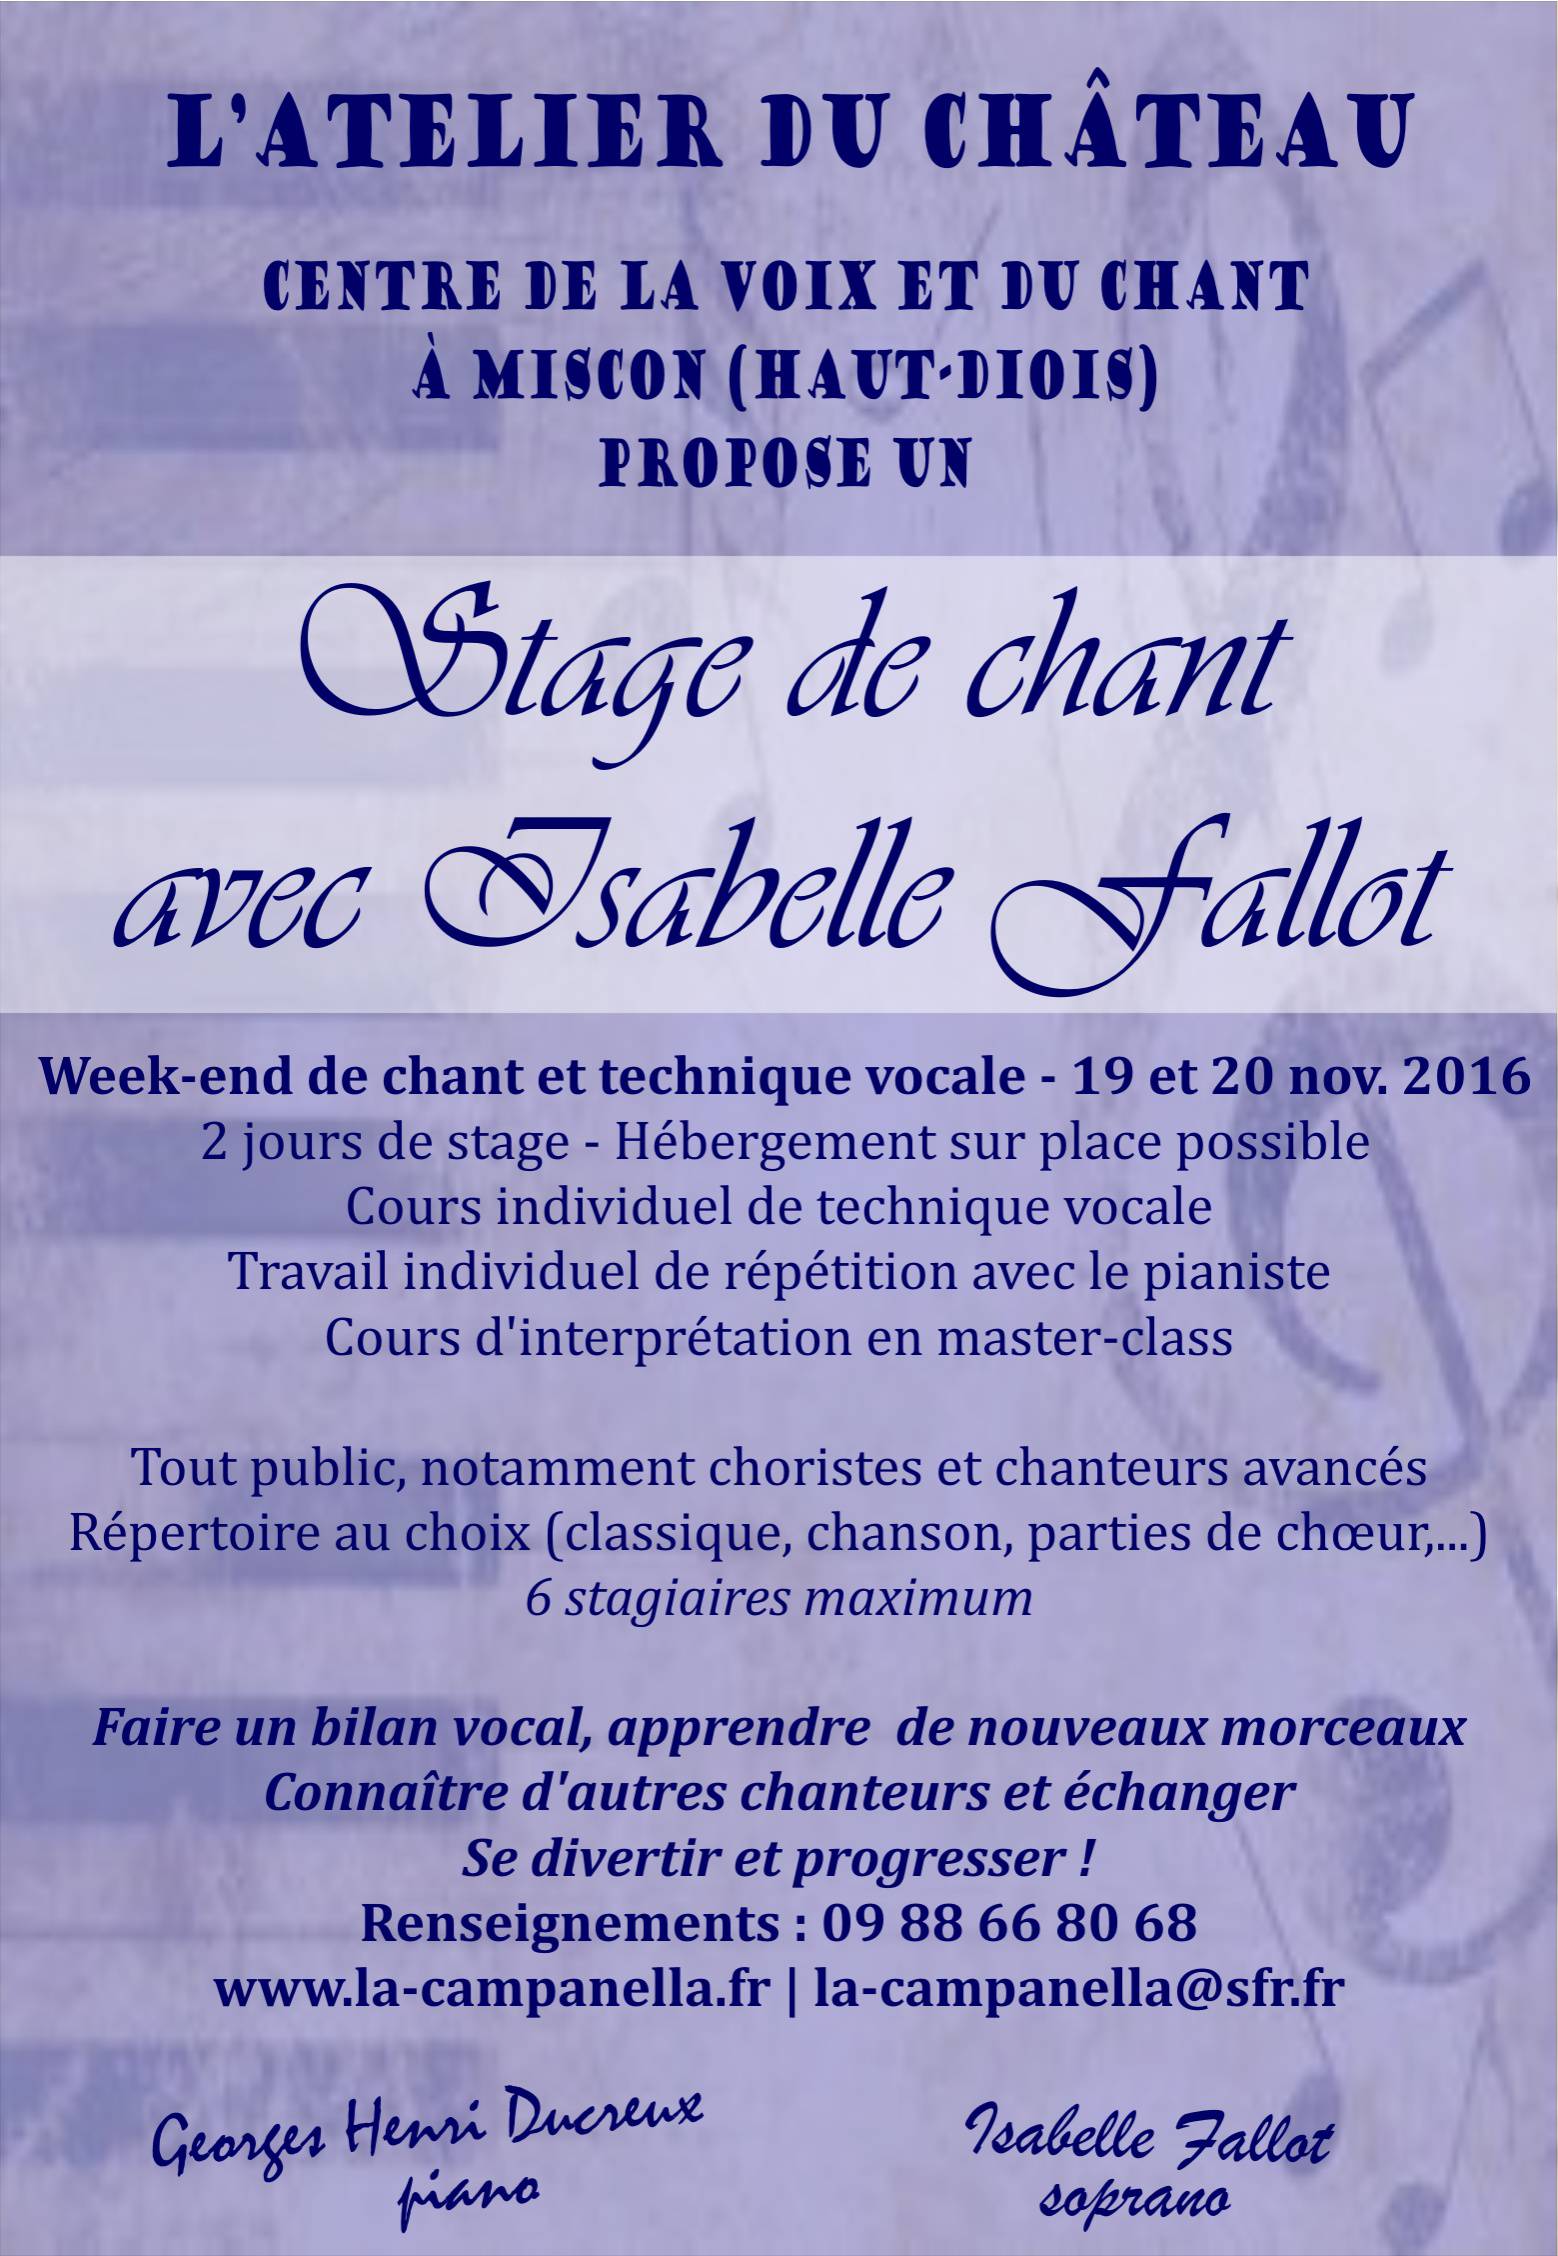 L'ATELIER DU CHÂTEAU
CENTRE DE LA VOIX ET DU CHANT
À MISCON (HAUT-DIOIS)
PROPOSE UN
Stage de chant
avec Isabelle Fallot
Week-end de chant et technique vocale - 19 et 20 nov. 2016
2 jours de stage - Hébergement sur place possible
Cours individuel de technique vocale
Travail individuel de répétition avec le pianiste
Cours d'interprétation en master-class
Tout public, notamment choristes et chanteurs avancés
Répertoire au choix (classique, chanson, parties de chœur,...)
6 stagiaires maximum
Faire un bilan vocal, apprendre  de nouveaux morceaux
Connaître d'autres chanteurs et échanger
Se divertir et progresser !
Renseignements : 09 88 66 80 68
www.la-campanella.fr | la-campanella@sfr.fr
Georges Henri Ducreux
piano
Isabelle Fallot
soprano